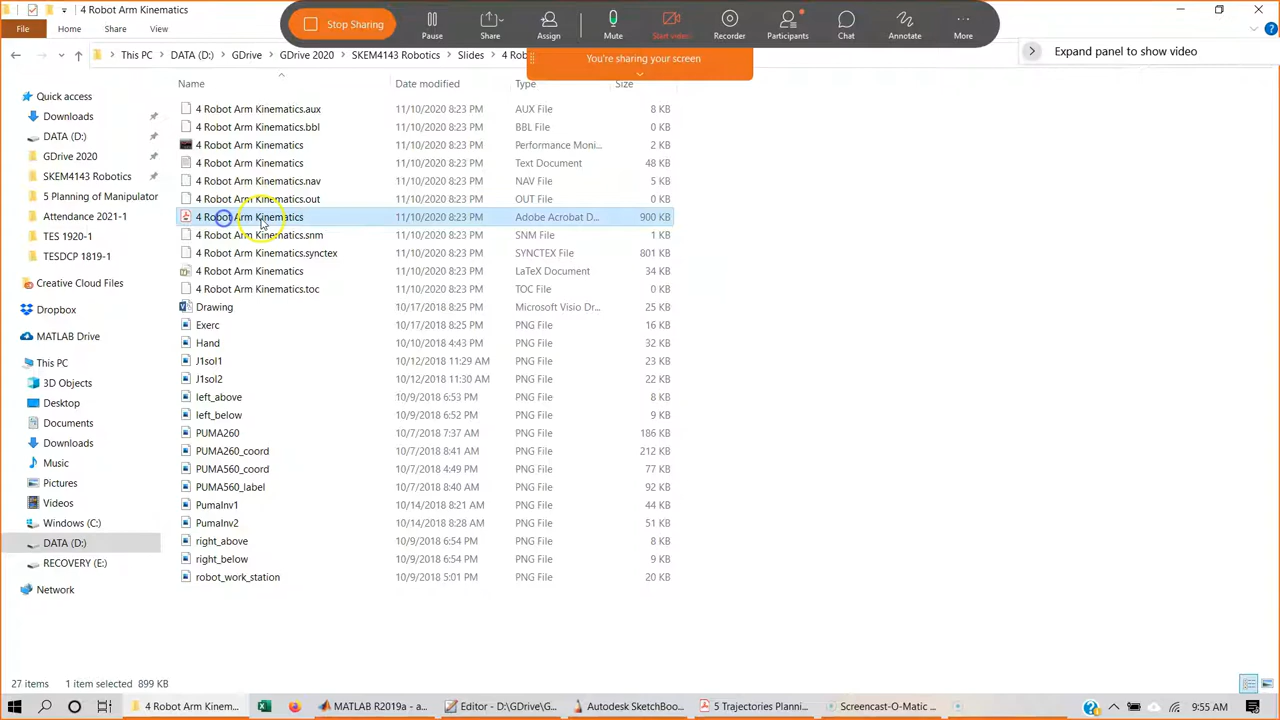 4 Robot Arm Kinematics
File
Home
Share
View
Stop Sharing
Pause
Share
Assign
Mute
Start video
Recorder
Participants
Chat
Annotate
More
You're sharing your screen
Expand panel to show video
This PC
DATA (D:)
GDrive
GDrive 2020
SKEM4143 Robotics
Slides
4 Rob
Name
Date modified
Type
Size
Quick access
Downloads
DATA (D:)
GDrive 2020
SKEM4143 Robotics
5 Planning of Manipulator
Attendance 2021-1
TES 1920-1
TESDCP 1819-1
Creative Cloud Files
Dropbox
MATLAB Drive
This PC
3D Objects
Desktop
Documents
Downloads
Music
Pictures
Videos
Windows (C:)
DATA (D:)
RECOVERY (E:)
Network
4 Robot Arm Kinematics.aux 11/10/2020 8:23 PM AUX File 8 KB
4 Robot Arm Kinematics.bbl 11/10/2020 8:23 PM BBL File 0 KB
4 Robot Arm Kinematics 11/10/2020 8:23 PM Performance Moni... 2 KB
4 Robot Arm Kinematics 11/10/2020 8:23 PM Text Document 48 KB
4 Robot Arm Kinematics.nav 11/10/2020 8:23 PM NAV File 5 KB
4 Robot Arm Kinematics.out 11/10/2020 8:23 PM OUT File 0 KB
4 Robot Arm Kinematics 11/10/2020 8:23 PM Adobe Acrobat D... 900 KB
4 Robot Arm Kinematics.snm 11/10/2020 8:23 PM SNM File 1 KB
4 Robot Arm Kinematics.synctex 11/10/2020 8:23 PM SYNCTEX File 801 KB
4 Robot Arm Kinematics 11/10/2020 8:23 PM LaTeX Document 34 KB
4 Robot Arm Kinematics.toc 11/10/2020 8:23 PM TOC File 0 KB
Drawing 10/17/2018 8:25 PM Microsoft Visio Dr... 25 KB
Exerc 10/17/2018 8:25 PM PNG File 16 KB
Hand 10/10/2018 4:43 PM PNG File 32 KB
J1sol1 10/12/2018 11:29 AM PNG File 23 KB
J1sol2 10/12/2018 11:30 AM PNG File 22 KB
left_above 10/9/2018 6:53 PM PNG File 8 KB
left_below 10/9/2018 6:52 PM PNG File 9 KB
PUMA260 10/7/2018 7:37 AM PNG File 186 KB
PUMA260_coord 10/7/2018 8:41 AM PNG File 212 KB
PUMA560_coord 10/7/2018 4:49 PM PNG File 77 KB
PUMA560_label 10/7/2018 8:40 AM PNG File 92 KB
PumaInv1 10/14/2018 8:21 AM PNG File 44 KB
PumaInv2 10/14/2018 8:28 AM PNG File 51 KB
right_above 10/9/2018 6:54 PM PNG File 8 KB
right_below 10/9/2018 6:54 PM PNG File 9 KB
robot_work_station 10/9/2018 5:01 PM PNG File 20 KB
27 items 1 item selected 899 KB
4 Robot Arm Kinem...
MATLAB R2019a - a...
Editor - D:\GDrive\G...
Autodesk SketchBoo...
5 Trajectories Planni...
Screencast-O-Matic ...
9:55 AM